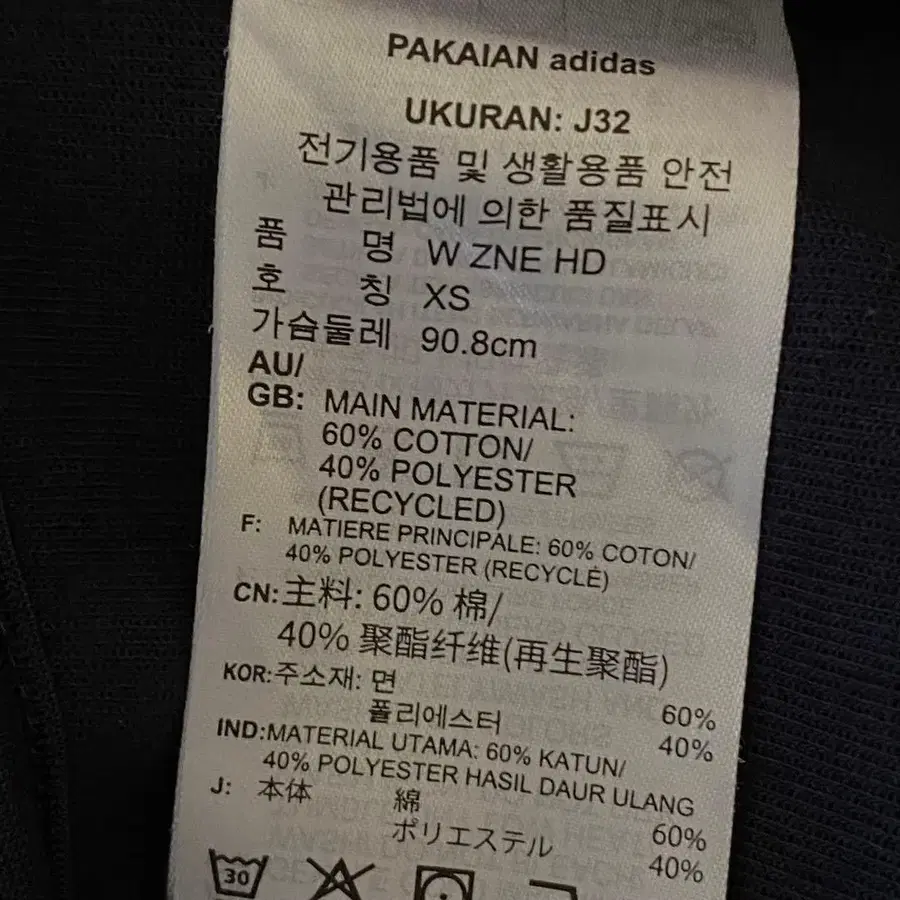 PAKAIAN adidas
UKURAN: J32
전기용품 및 생활용품 안전
관리법에 의한 품질표시
품 명 W ZNE HD
호 칭 XS
가슴둘레 90.8cm
AU/
GB: MAIN MATERIAL:
60% COTTON/
40% POLYESTER
(RECYCLED)
F: MATIERE PRINCIPALE: 60% COTON/
40% POLYESTER (RECYCLÉ)
CN:主料: 60% 棉/
40% 聚酯纤维(再生聚酯)
KOR:주소재: 면 60%
폴리에스터 40%
IND:MATERIAL UTAMA: 60% KATUN/
40% POLYESTER HASIL DAUR ULANG
J: 本体 綿 60%
ポリエステル 40%
30